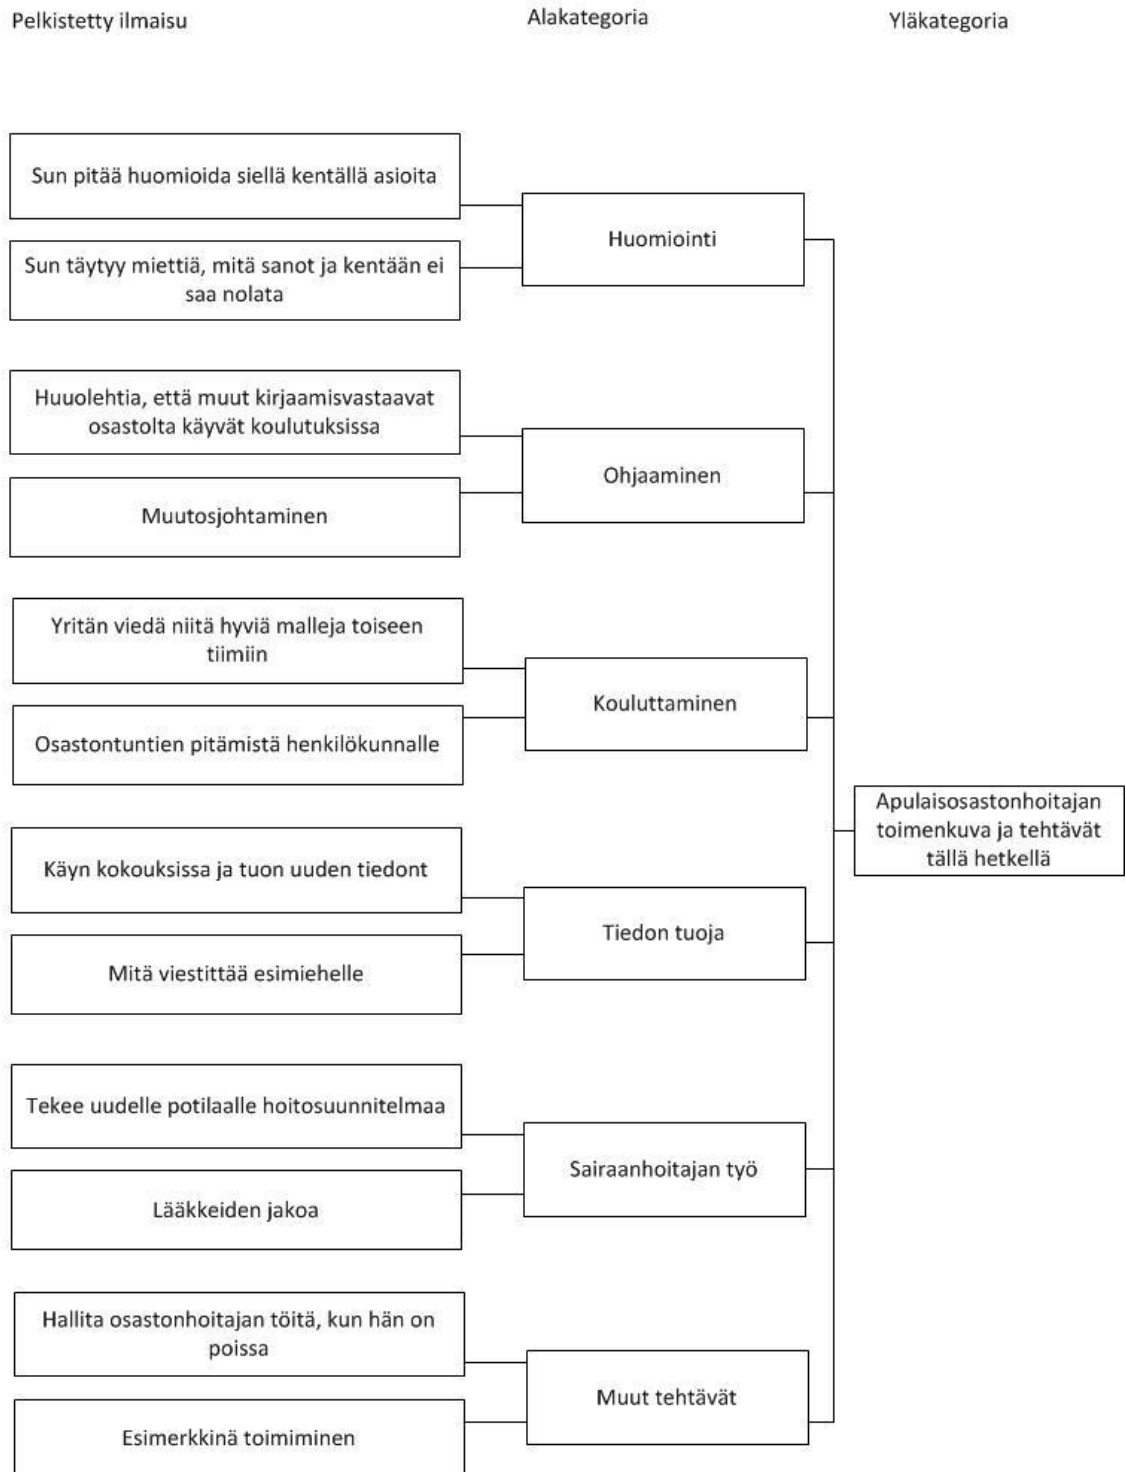 Pelkistetty ilmaisu
Alakategoria
Yläkategoria
Sun pitää huomioida siellä kentällä asioita
Sun täytyy miettiä, mitä sanot ja kentään ei
saa nolata
Huomiointi
Huuolehtia, että muut kirjaamisvastaavat
osastolta käyvät koulutuksissa
Muutosjohtaminen
Ohjaaminen
Yritän viedä niitä hyviä malleja toiseen
tiimiin
Osastontuntien pitämistä henkilökunnalle
Kouluttaminen
Apulaisosastonhoitajan
toimenkuva ja tehtävät
tällä hetkellä
Käyn kokouksissa ja tuon uuden tiedont
Mitä viestittää esimiehelle
Tiedon tuoja
Tekee uudelle potilaalle hoitosuunnitelmaa
Lääkkeiden jakoa
Sairaanhoitajan työ
Hallita osastonhoitajan töitä, kun hän on
poissa
Esimerkkinä toimiminen
Muut tehtävät